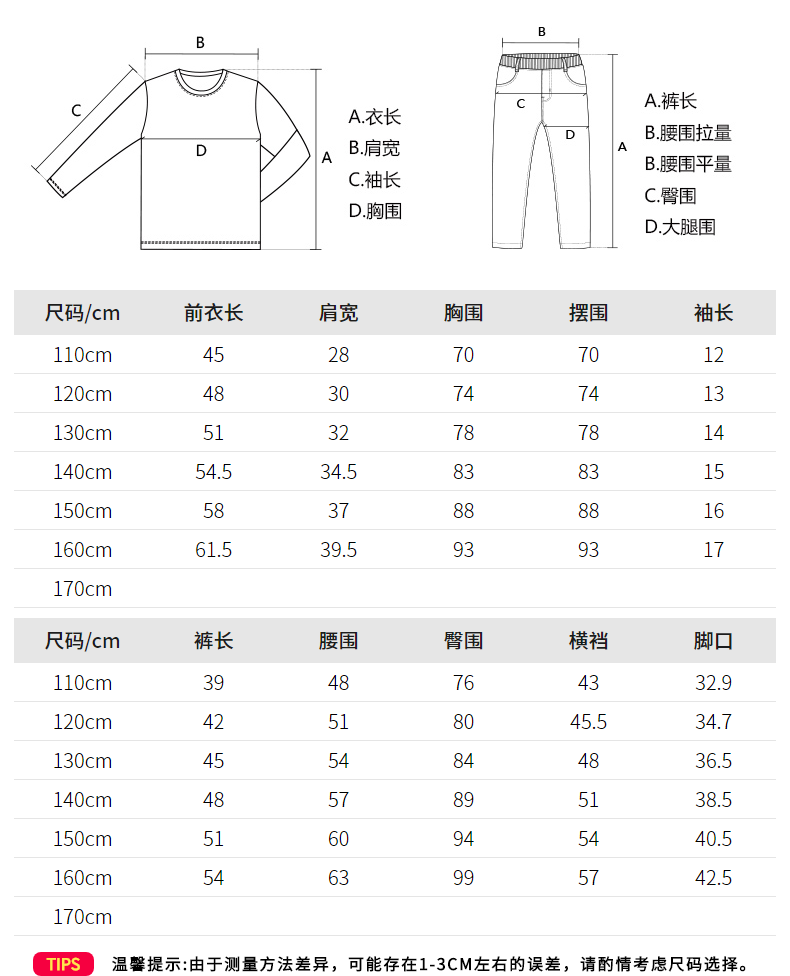 B
C
D
A
A.衣长
B.肩宽
C.袖长
D.胸围
B
C
D
A
A.裤长
B.腰围拉量
B.腰围平量
C.臀围
D.大腿围
尺码/cm 前衣长 肩宽 胸围 摆围 袖长
110cm 45 28 70 70 12
120cm 48 30 74 74 13
130cm 51 32 78 78 14
140cm 54.5 34.5 83 83 15
150cm 58 37 88 88 16
160cm 61.5 39.5 93 93 17
170cm
尺码/cm 裤长 腰围 臀围 横裆 脚口
110cm 39 48 76 43 32.9
120cm 42 51 80 45.5 34.7
130cm 45 54 84 48 36.5
140cm 48 57 89 51 38.5
150cm 51 60 94 54 40.5
160cm 54 63 99 57 42.5
170cm
TIPS 温馨提示:由于测量方法差异，可能存在1-3CM左右的误差，请酌情考虑尺码选择。